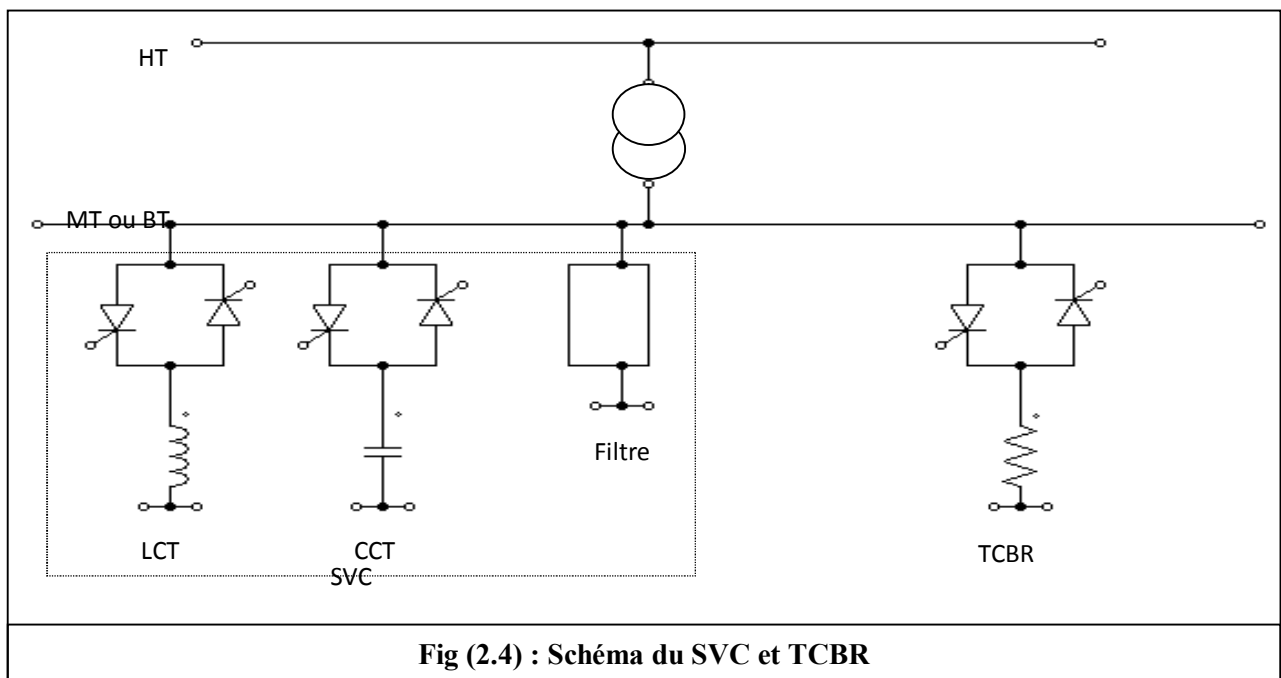 HT
MT ou BT
Filtre
LCT
CCT
TCBR
SVC
Fig (2.4) : Schéma du SVC et TCBR